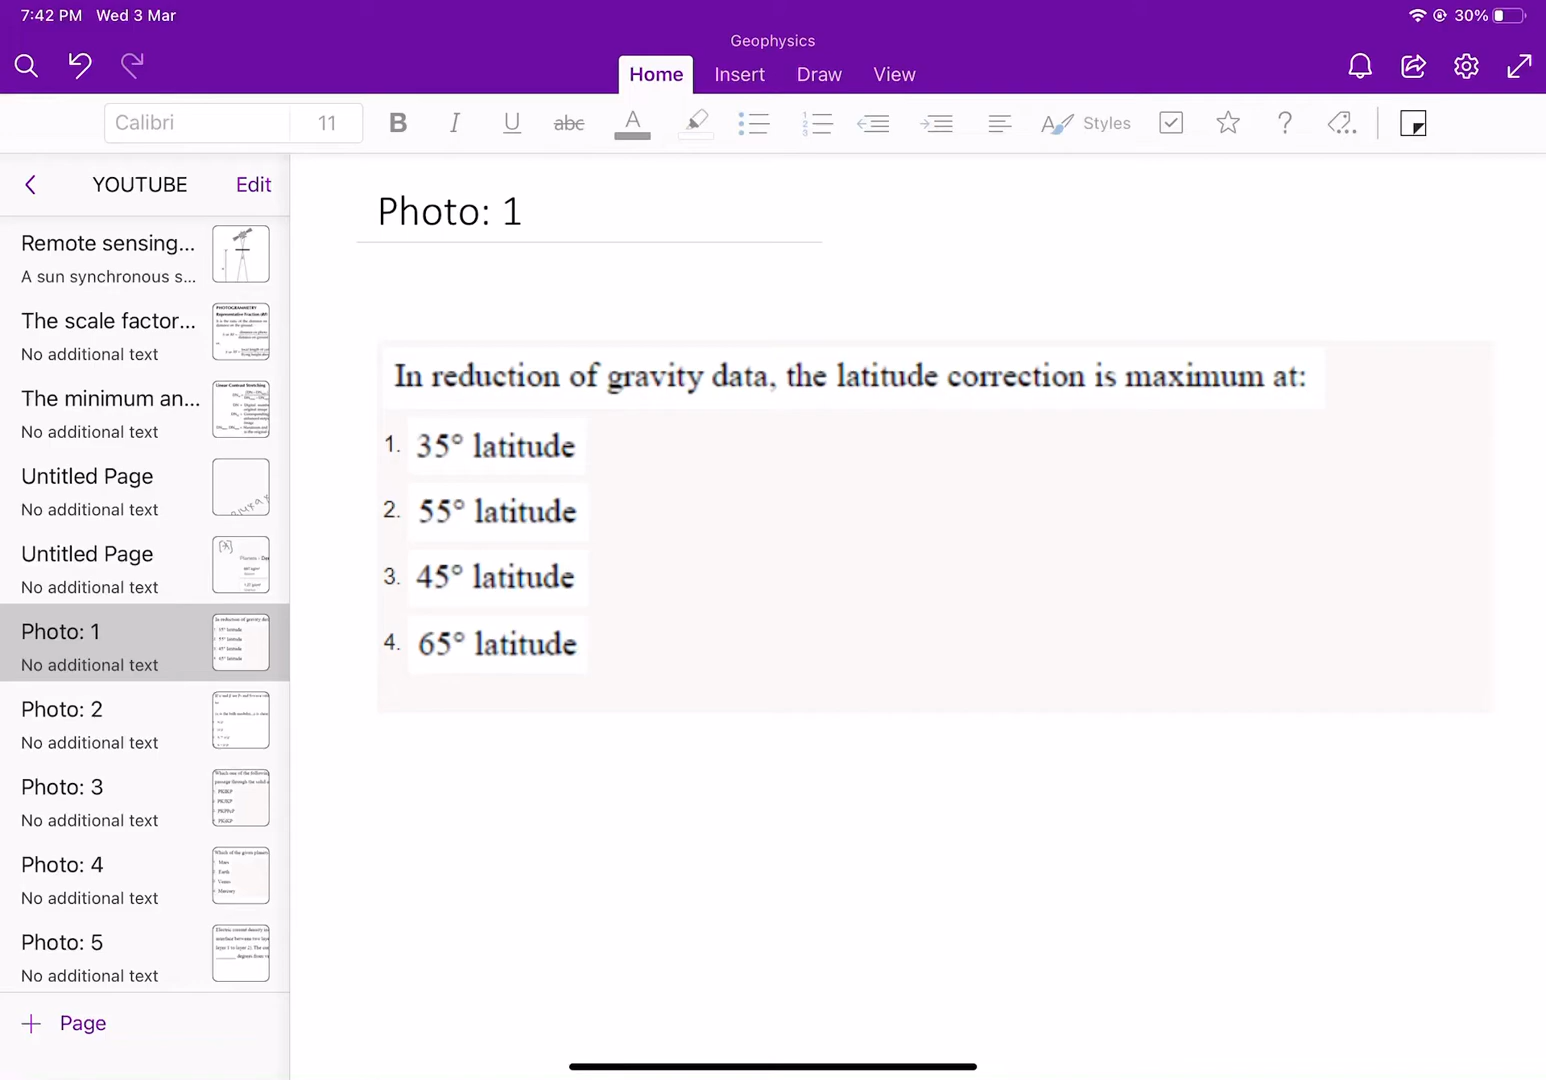 7:42 PM Wed 3 Mar
30%
Geophysics
Home Insert Draw View
Calibri 11 B I U abc A Styles ?
YOUTUBE Edit
Photo: 1
Remote sensing...
A sun synchronous s...
The scale factor...
No additional text
The minimum an...
No additional text
Untitled Page
No additional text
Untitled Page
No additional text
Photo: 1
No additional text
Photo: 2
No additional text
Photo: 3
No additional text
Photo: 4
No additional text
Photo: 5
No additional text
+ Page
In reduction of gravity data, the latitude correction is maximum at:
1. 35° latitude
2. 55° latitude
3. 45° latitude
4. 65° latitude